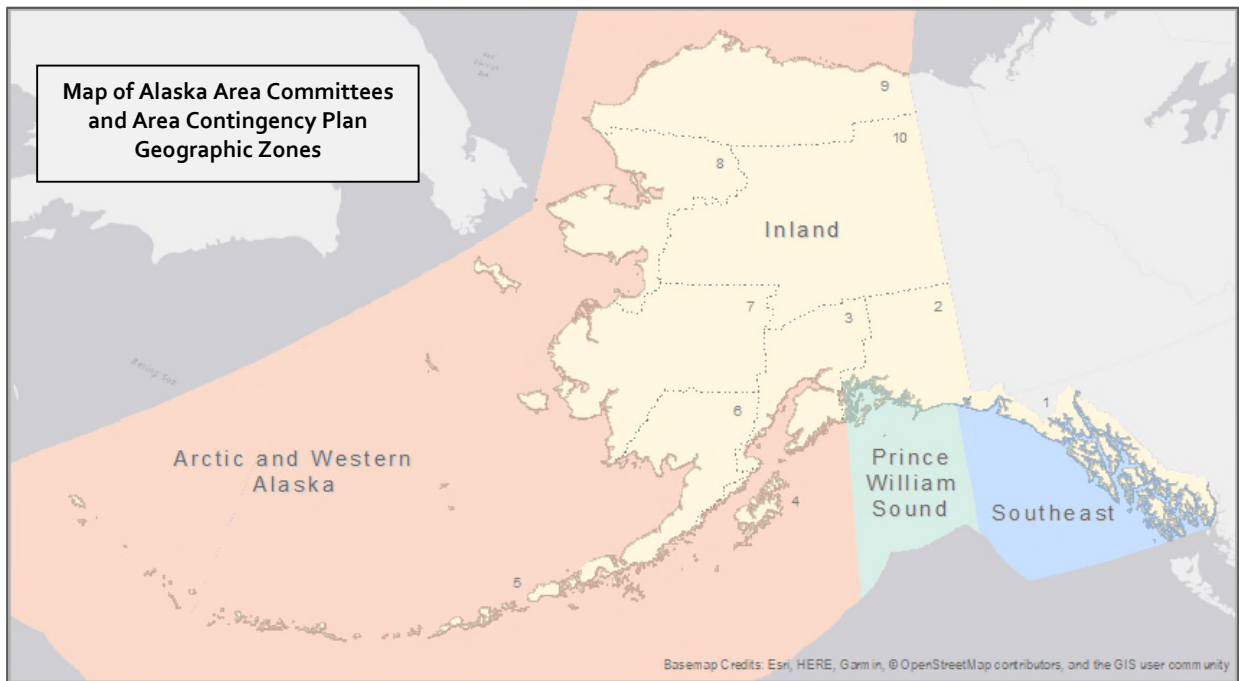 Map of Alaska Area Committees
and Area Contingency Plan
Geographic Zones
9
10
8
Inland
7
3
2
6
1
Arctic and Western
Alaska
Prince
William
Sound
4
Southeast
5
Bering Sea
Basemap Credits: Esri, HERE, Garmin, © OpenStreetMap contributors, and the GIS user community